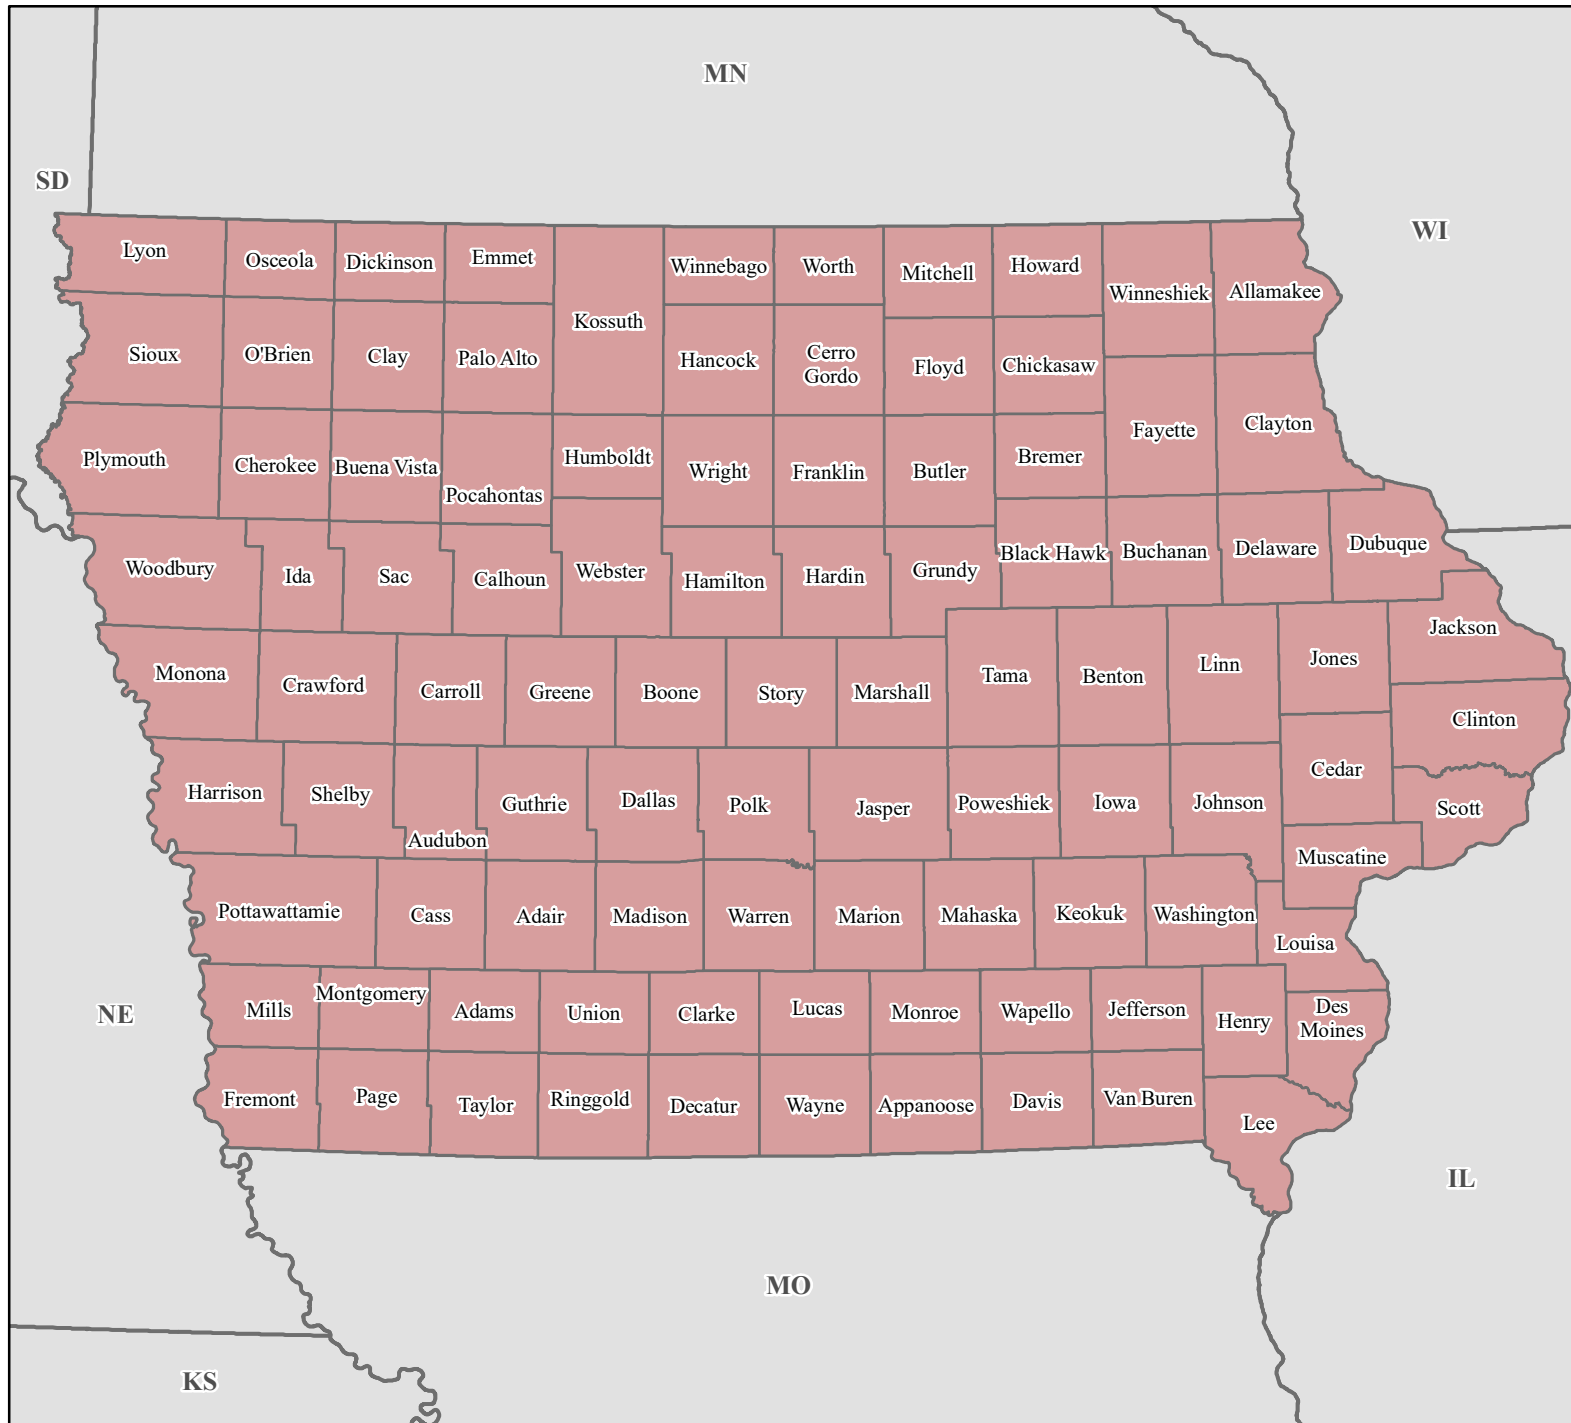 MN
SD
WI
Lyon
Osceola
Dickinson
Emmet
Kossuth
Winnebago
Worth
Mitchell
Howard
Winneshiek
Allamakee
Sioux
O'Brien
Clay
Palo Alto
Hancock
Cerro
Gordo
Floyd
Chickasaw
Fayette
Clayton
Plymouth
Cherokee
Buena Vista
Pocahontas
Humboldt
Wright
Franklin
Butler
Bremer
Woodbury
Ida
Sac
Calhoun
Webster
Hamilton
Hardin
Grundy
Black Hawk
Buchanan
Delaware
Dubuque
Monona
Crawford
Carroll
Greene
Boone
Story
Marshall
Tama
Benton
Linn
Jones
Jackson
Clinton
Harrison
Shelby
Audubon
Guthrie
Dallas
Polk
Jasper
Poweshiek
Iowa
Johnson
Cedar
Scott
Muscatine
Pottawattamie
Cass
Adair
Madison
Warren
Marion
Mahaska
Keokuk
Washington
Louisa
NE
Mills
Montgomery
Adams
Union
Clarke
Lucas
Monroe
Wapello
Jefferson
Henry
Des
Moines
Fremont
Page
Taylor
Ringgold
Decatur
Wayne
Appanoose
Davis
Van Buren
Lee
IL
MO
KS